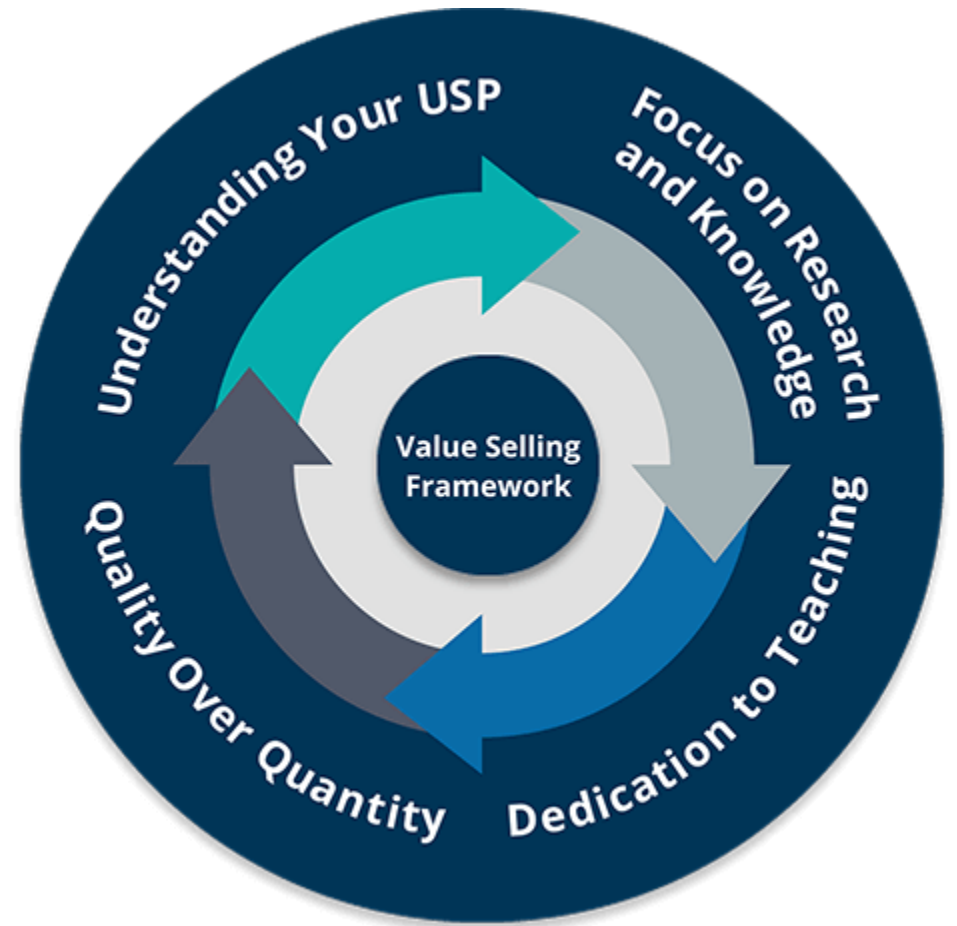 Understanding Your USP
Focus on Research
and Knowledge
Value Selling
Framework
Quality Over Quantity
Dedication to Teaching